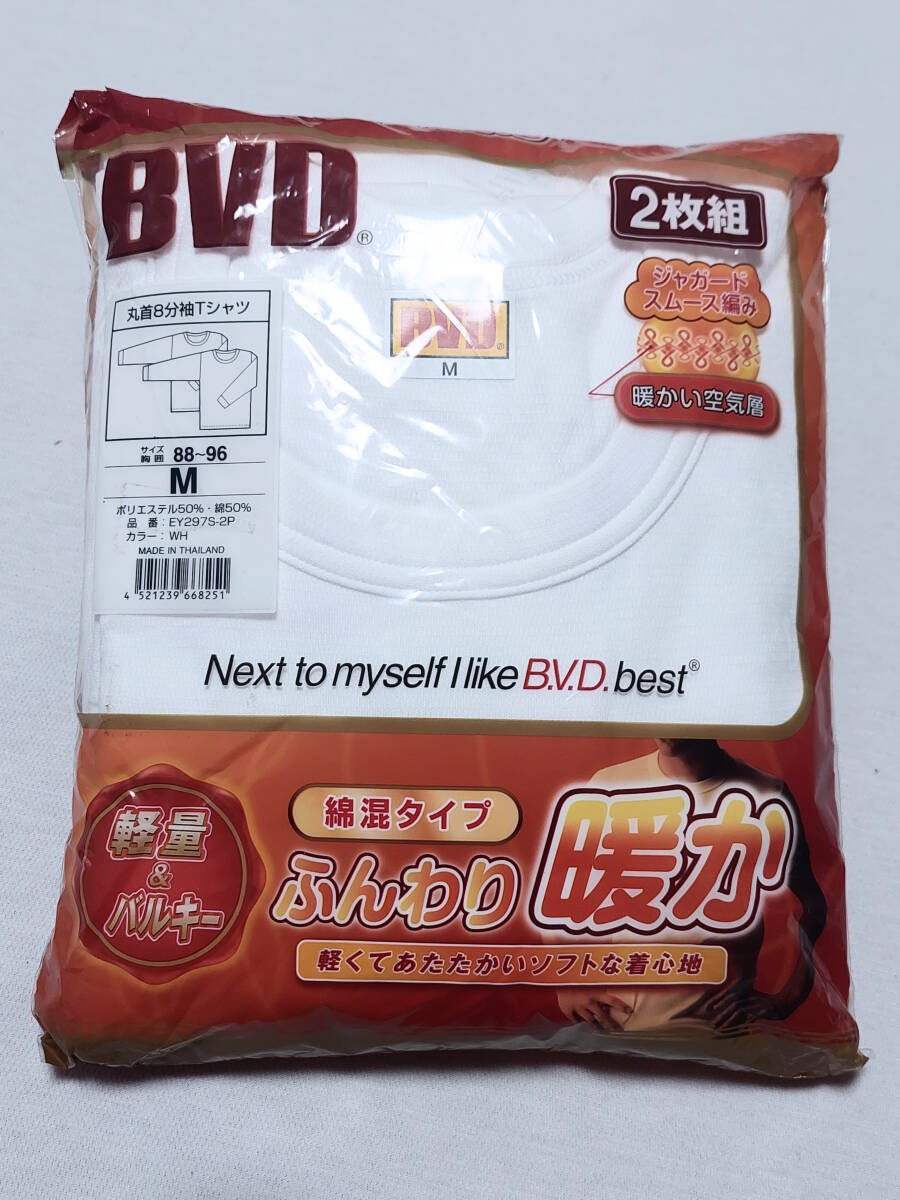 BVD®
2枚組
ジャガード
スムース編み
暖かい空気層
B.V.D.®
M
丸首8分袖Tシャツ
サイズ
胸囲 88~96
M
ポリエステル50%・綿50%
品 番:EY297S-2P
カラー:WH
MADE IN THAILAND
4 521239 668251
Next to myself I like B.V.D. best®
軽量
&
バルキー
綿混タイプ
ふんわり暖か
軽くてあたたかいソフトな着心地